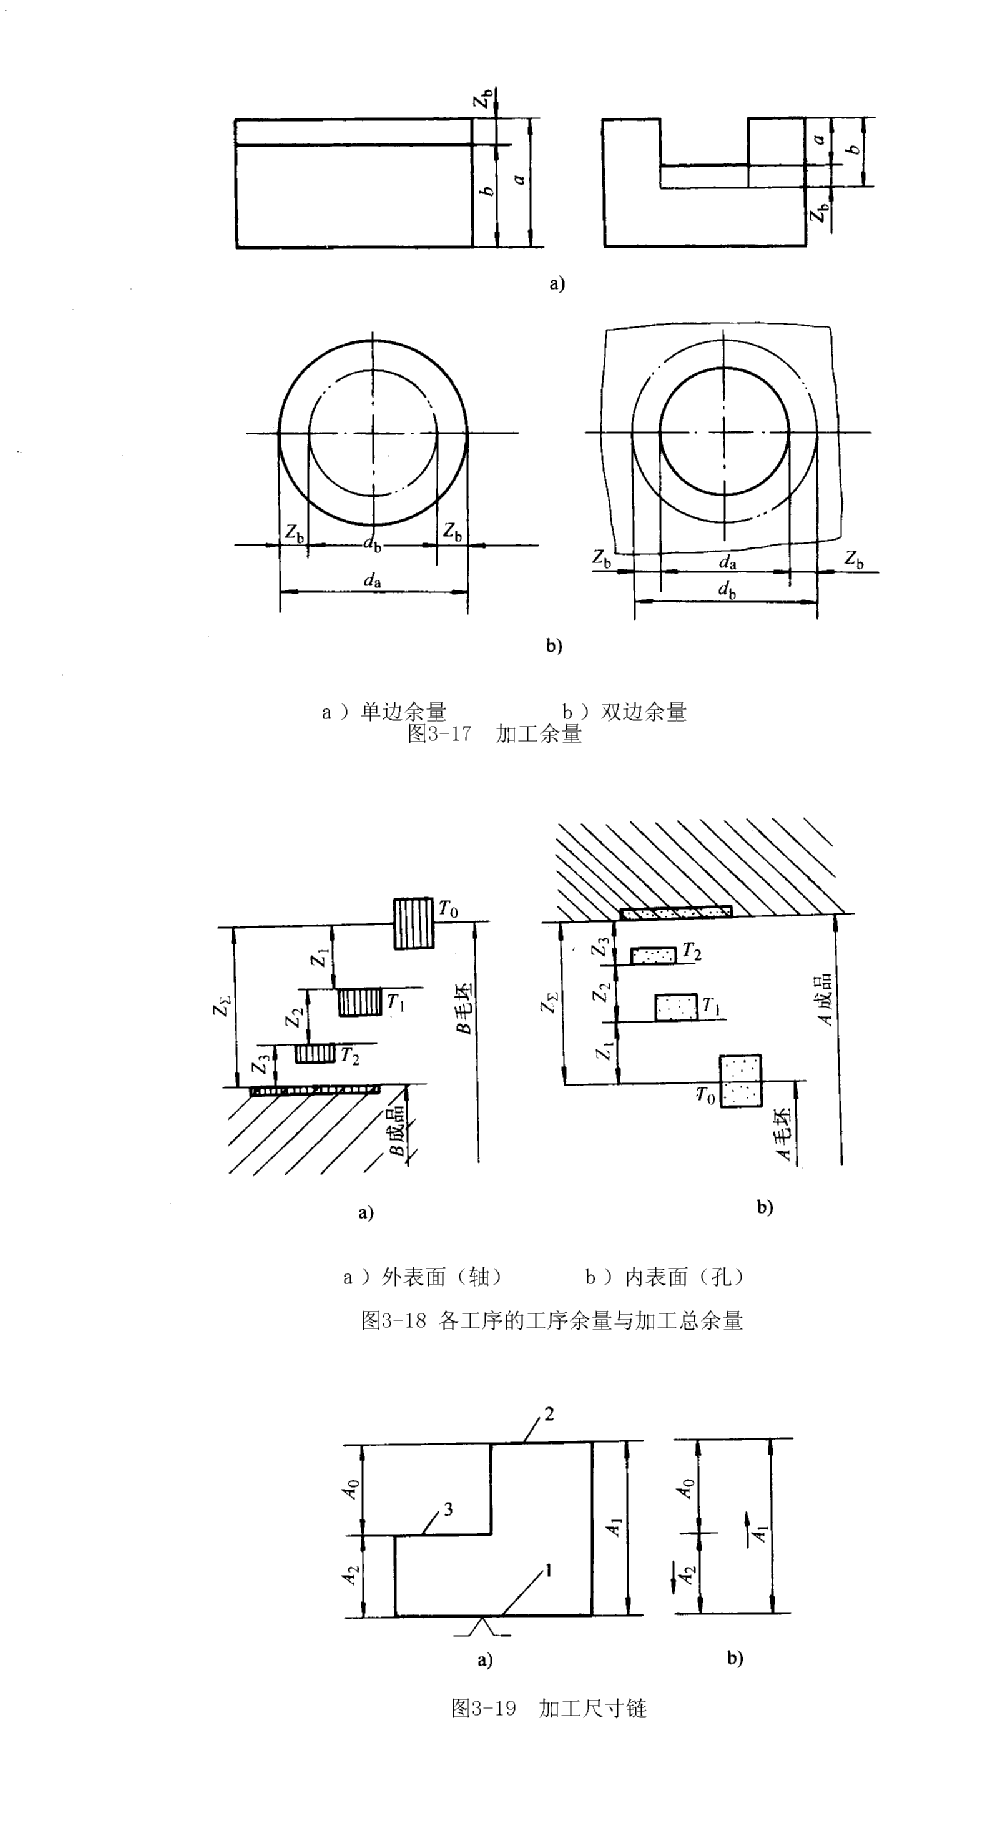 Zb
b
a
a
b
Zb
a)
Zb
db
Zb
da
Zb
da
Zb
db
b)
a）单边余量 b）双边余量
图3-17 加工余量
T0
Z1
ZΣ
Z2
T1
Z3
T2
B毛坯
B成品
a)
Z3
T2
ZΣ
Z2
T1
Z1
T0
A成品
A毛坯
b)
a）外表面（轴） b）内表面（孔）
图3-18 各工序的工序余量与加工总余量
2
A0
3
A1
A2
1
a)
A0
A1
A2
b)
图3-19 加工尺寸链